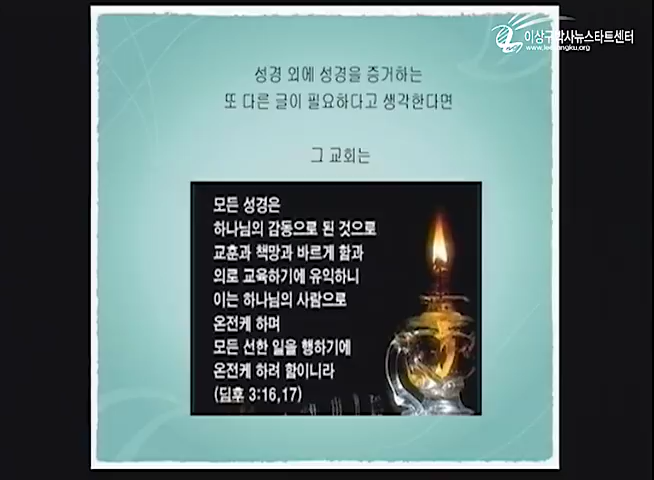 이상구박사뉴스타트센터
www.leesangku.org
성경 외에 성경을 증거하는
또 다른 글이 필요하다고 생각한다면
그 교회는
모든 성경은
하나님의 감동으로 된 것으로
교훈과 책망과 바르게 함과
의로 교육하기에 유익하니
이는 하나님의 사람으로
온전케 하며
모든 선한 일을 행하기에
온전케 하려 함이니라
(딤후 3:16,17)